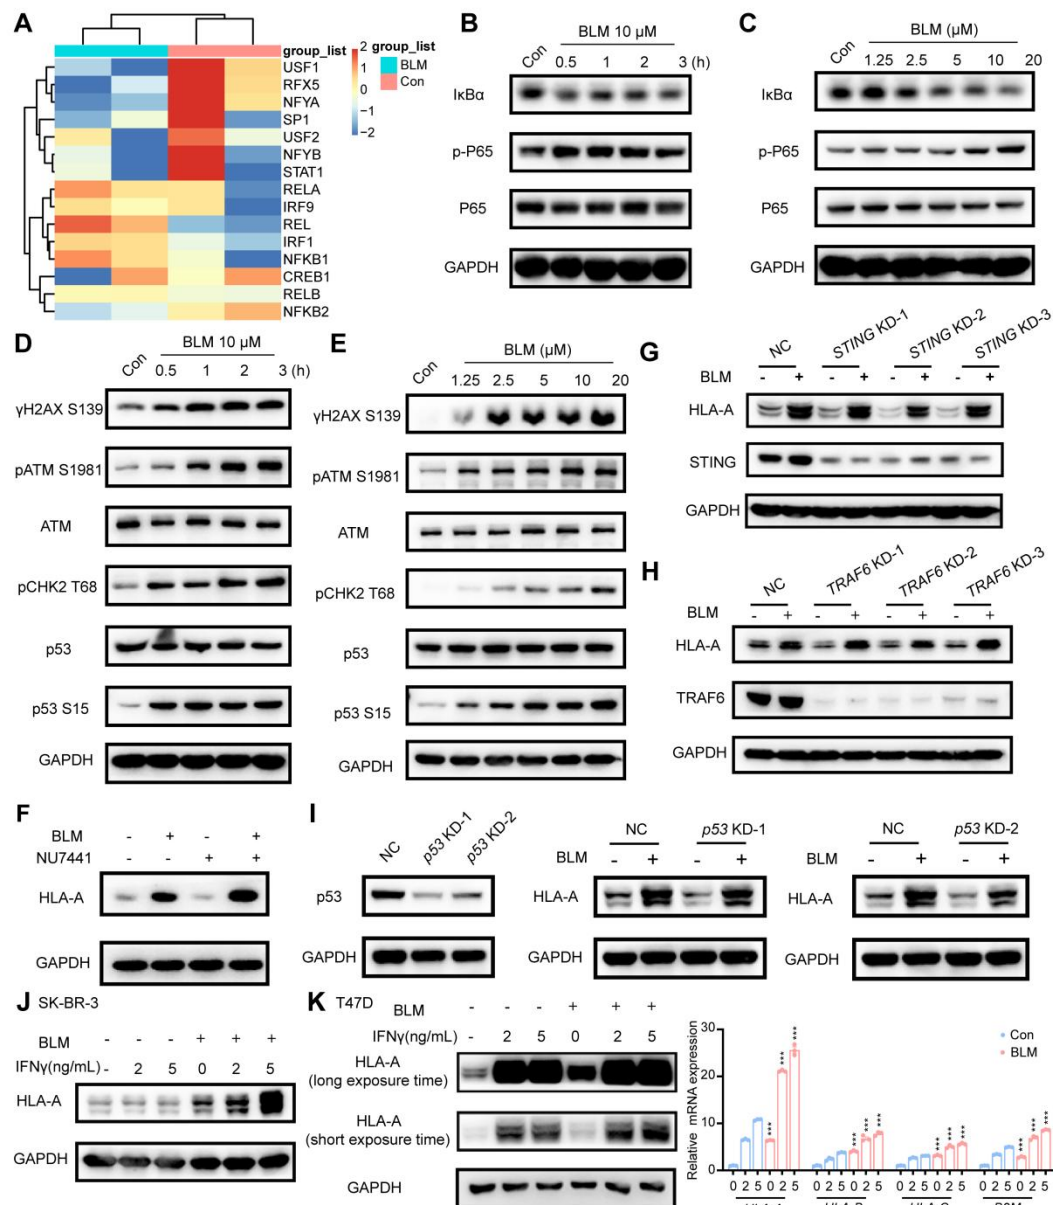 A
group_list
group_list
BLM
Con
USF1
RFX5
NFYA
SP1
USF2
NFYB
STAT1
RELA
IRF9
REL
IRF1
NFKB1
CREB1
RELB
NFKB2
2
1
0
−1
−2
B
BLM 10 μM
Con 0.5 1 2 3 (h)
IκBα
p-P65
P65
GAPDH
C
BLM (μM)
Con 1.25 2.5 5 10 20
IκBα
p-P65
P65
GAPDH
D
BLM 10 μM
Con 0.5 1 2 3 (h)
γH2AX S139
pATM S1981
ATM
pCHK2 T68
p53
p53 S15
GAPDH
E
BLM (μM)
Con 1.25 2.5 5 10 20
γH2AX S139
pATM S1981
ATM
pCHK2 T68
p53
p53 S15
GAPDH
G
NC STING KD-1 STING KD-2 STING KD-3
BLM - + - + - + - +
HLA-A
STING
GAPDH
H
NC TRAF6 KD-1 TRAF6 KD-2 TRAF6 KD-3
BLM - + - + - + - +
HLA-A
TRAF6
GAPDH
F
BLM - + - +
NU7441 - - + +
HLA-A
GAPDH
I
NC p53 KD-1 p53 KD-2
p53
GAPDH
NC p53 KD-1
BLM - + - +
HLA-A
GAPDH
NC p53 KD-2
BLM - + - +
HLA-A
GAPDH
J SK-BR-3
BLM - - - + + +
IFNγ(ng/mL) - 2 5 0 2 5
HLA-A
GAPDH
K T47D
BLM - - - + + +
IFNγ(ng/mL) - 2 5 0 2 5
HLA-A
(long exposure time)
HLA-A
(short exposure time)
GAPDH
Relative mRNA expression
30
20
10
0
Con
BLM
*** *** *** *** *** *** *** *** *** *** *** ***
0 2 5 0 2 5 0 2 5 0 2 5 0 2 5 0 2 5 0 2 5 0 2 5